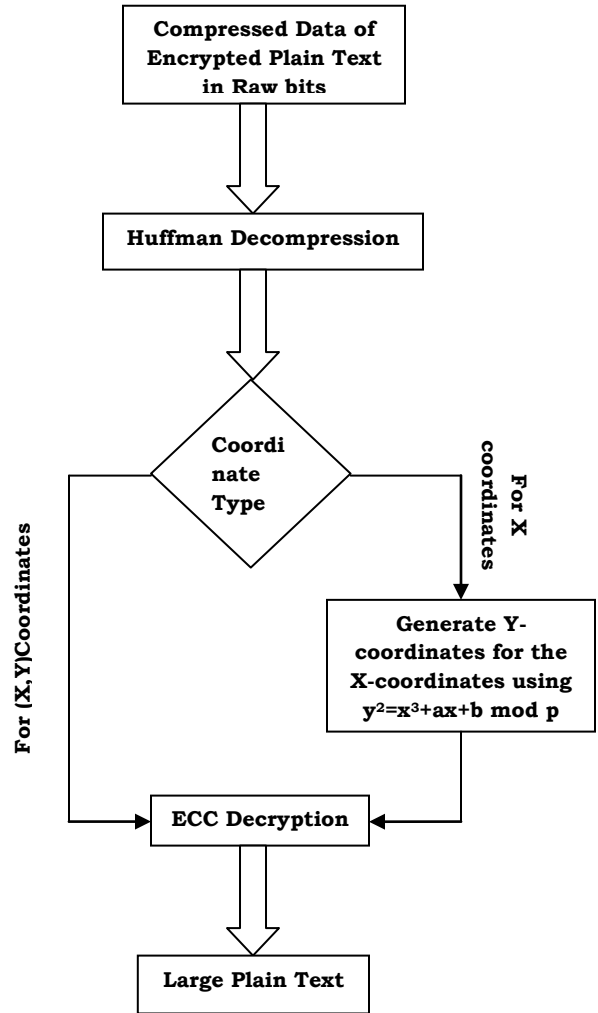 Compressed Data of
Encrypted Plain Text
in Raw bits
Huffman Decompression
Coordi
nate
Type
For X
coordinates
For (X,Y)Coordinates
Generate Y-
coordinates for the
X-coordinates using
y²=x³+ax+b mod p
ECC Decryption
Large Plain Text